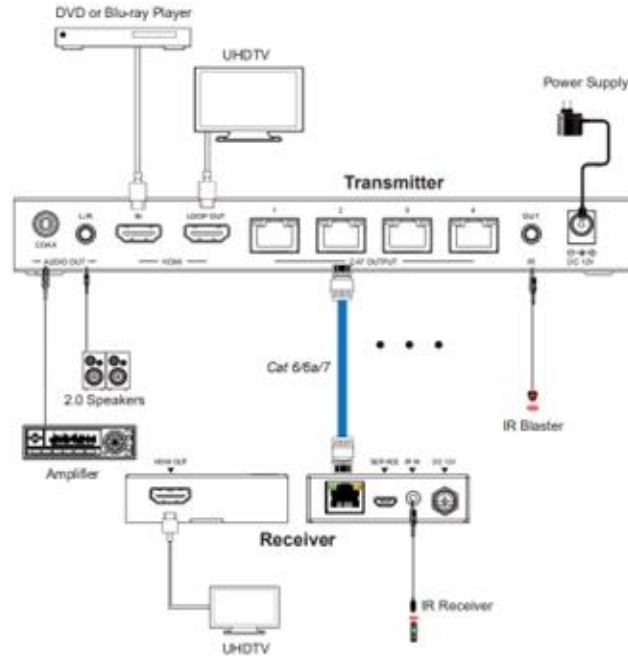 DVD or Blu-ray Player
UHDTV
Power Supply
Transmitter
COAX
L/R
IN
LOOP OUT
1
2
3
4
OUT
AUDIO OUT
HDMI
CAT OUTPUT
IR
DC 12V
Cat 6/6a/7
2.0 Speakers
IR Blaster
Amplifier
HDMI OUT
SERVICE
IR IN
DC 12V
Receiver
IR Receiver
UHDTV